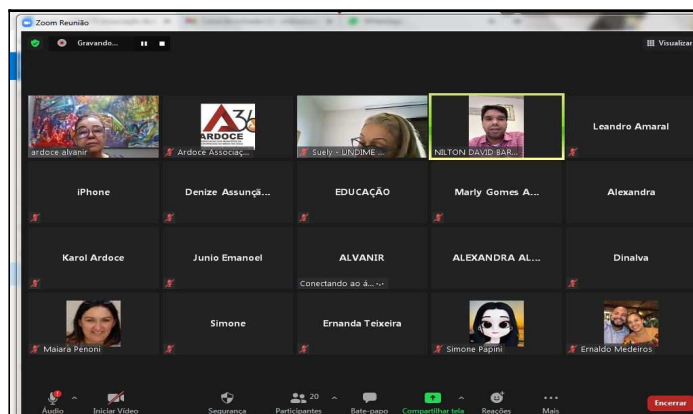 Zoom Reunião
Gravando...
Visualizar
ardoce alvanir
A36
ARDOCE
Ardoce Associaç...
Suely - UNDIME ...
NILTON DAVID BAR...
Leandro Amaral
iPhone
Denize Assunçã...
EDUCAÇÃO
Marly Gomes A...
Alexandra
Karol Ardoce
Junio Emanoel
ALVANIR
Conectando ao á...
ALEXANDRA AL...
Dinalva
Maiara Penoni
Simone
Ernanda Teixeira
Simone Papini
Ernaldo Medeiros
Áudio
Iniciar Vídeo
Segurança
20
Participantes
Bate-papo
Compartilhar tela
Reações
Mais
Encerrar